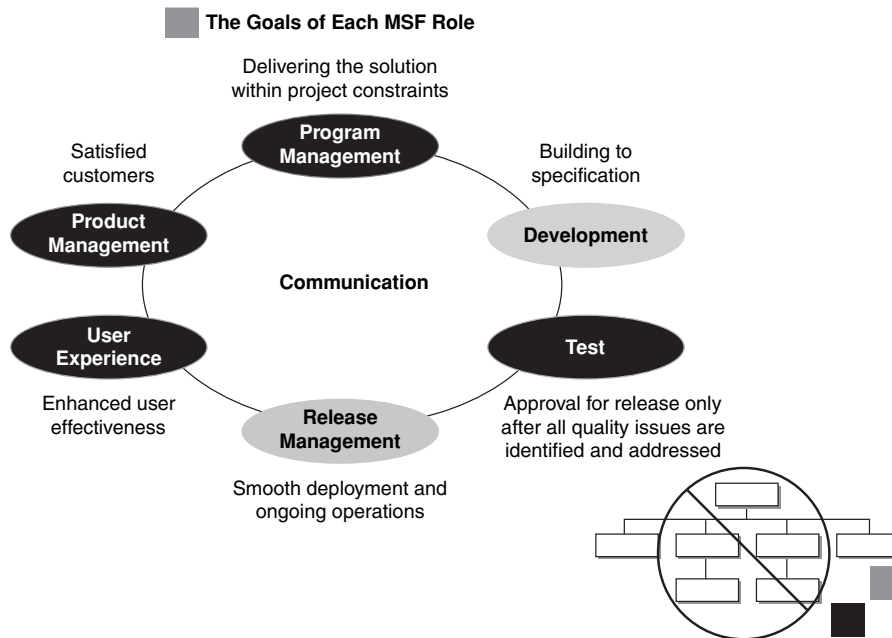 The Goals of Each MSF Role
Delivering the solution
within project constraints
Program
Management
Satisfied
customers
Building to
specification
Product
Management
Development
Communication
User
Experience
Test
Enhanced user
effectiveness
Release
Management
Approval for release only
after all quality issues are
identified and addressed
Smooth deployment and
ongoing operations